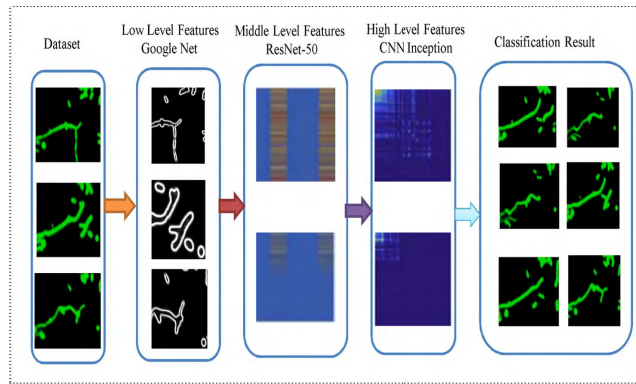 Dataset
Low Level Features
Google Net
Middle Level Features
ResNet-50
High Level Features
CNN Inception
Classification Result